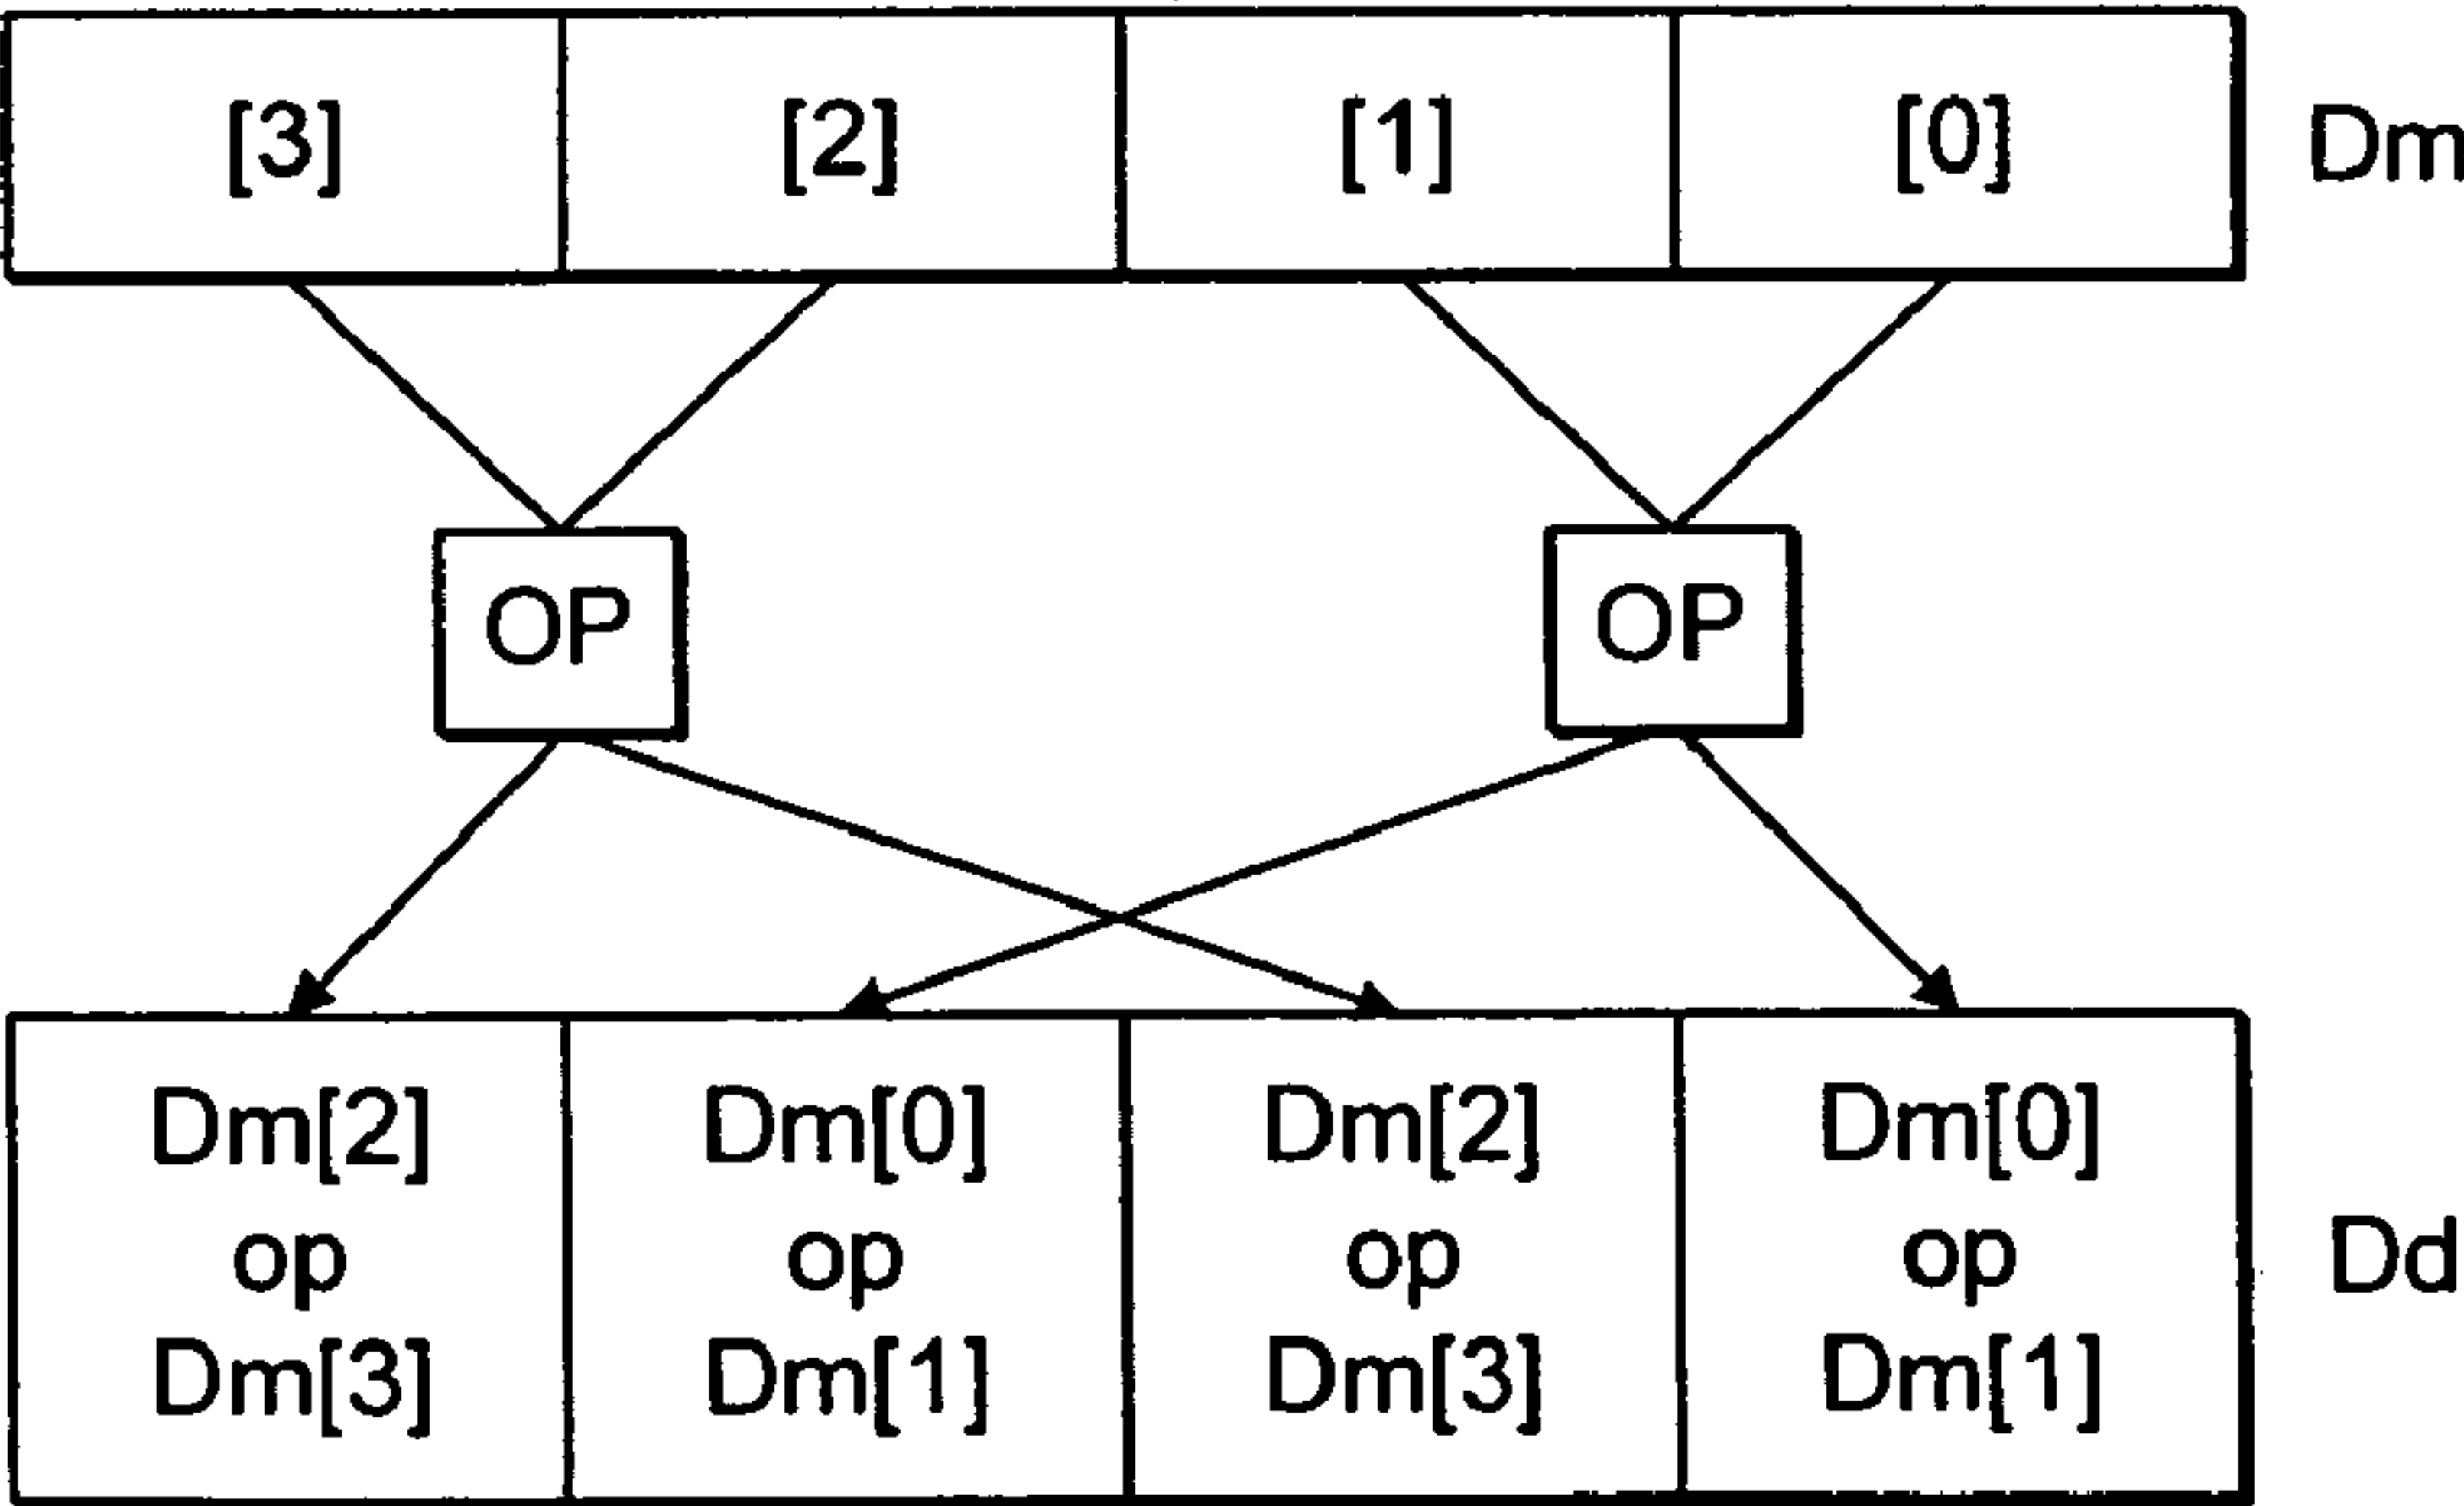 [3] [2] [1] [0] Dm
OP OP
Dm[2] Dm[0] Dm[2] Dm[0]
op op op op Dd
Dm[3] Dm[1] Dm[3] Dm[1]